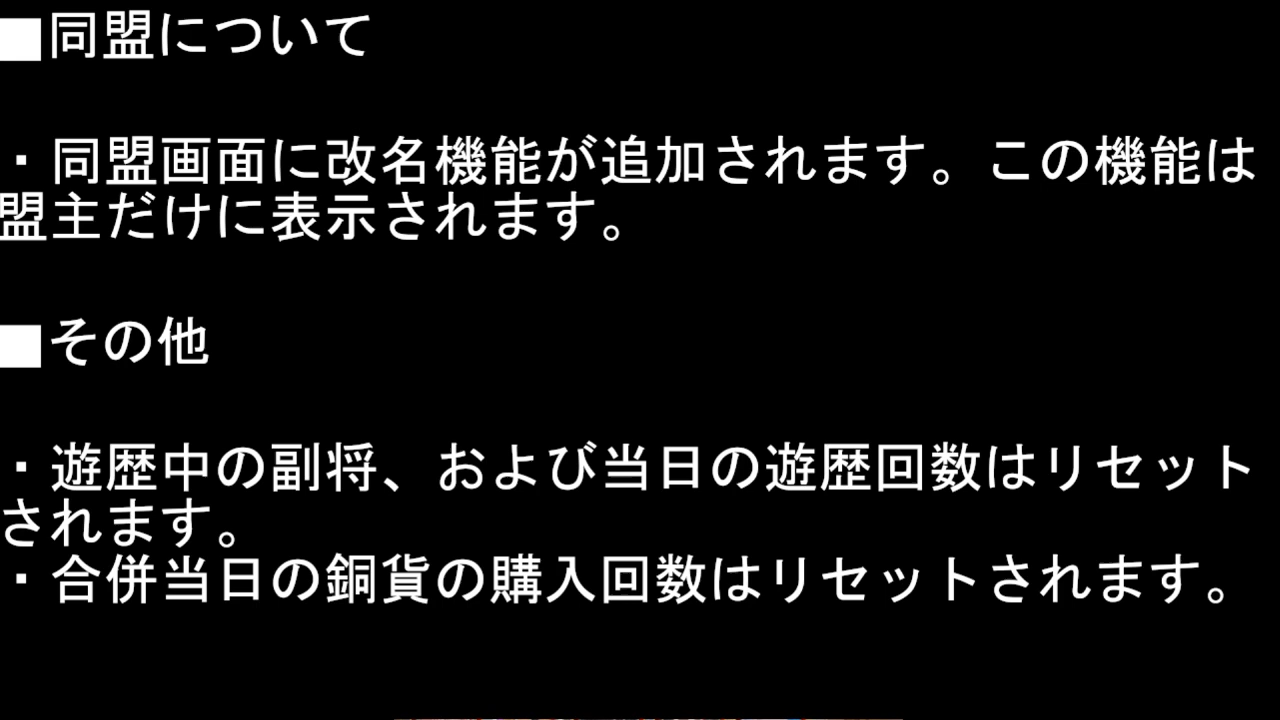 ■同盟について
・同盟画面に改名機能が追加されます。この機能は
盟主だけに表示されます。
■その他
・遊歴中の副将、および当日の遊歴回数はリセット
されます。
・合併当日の銅貨の購入回数はリセットされます。